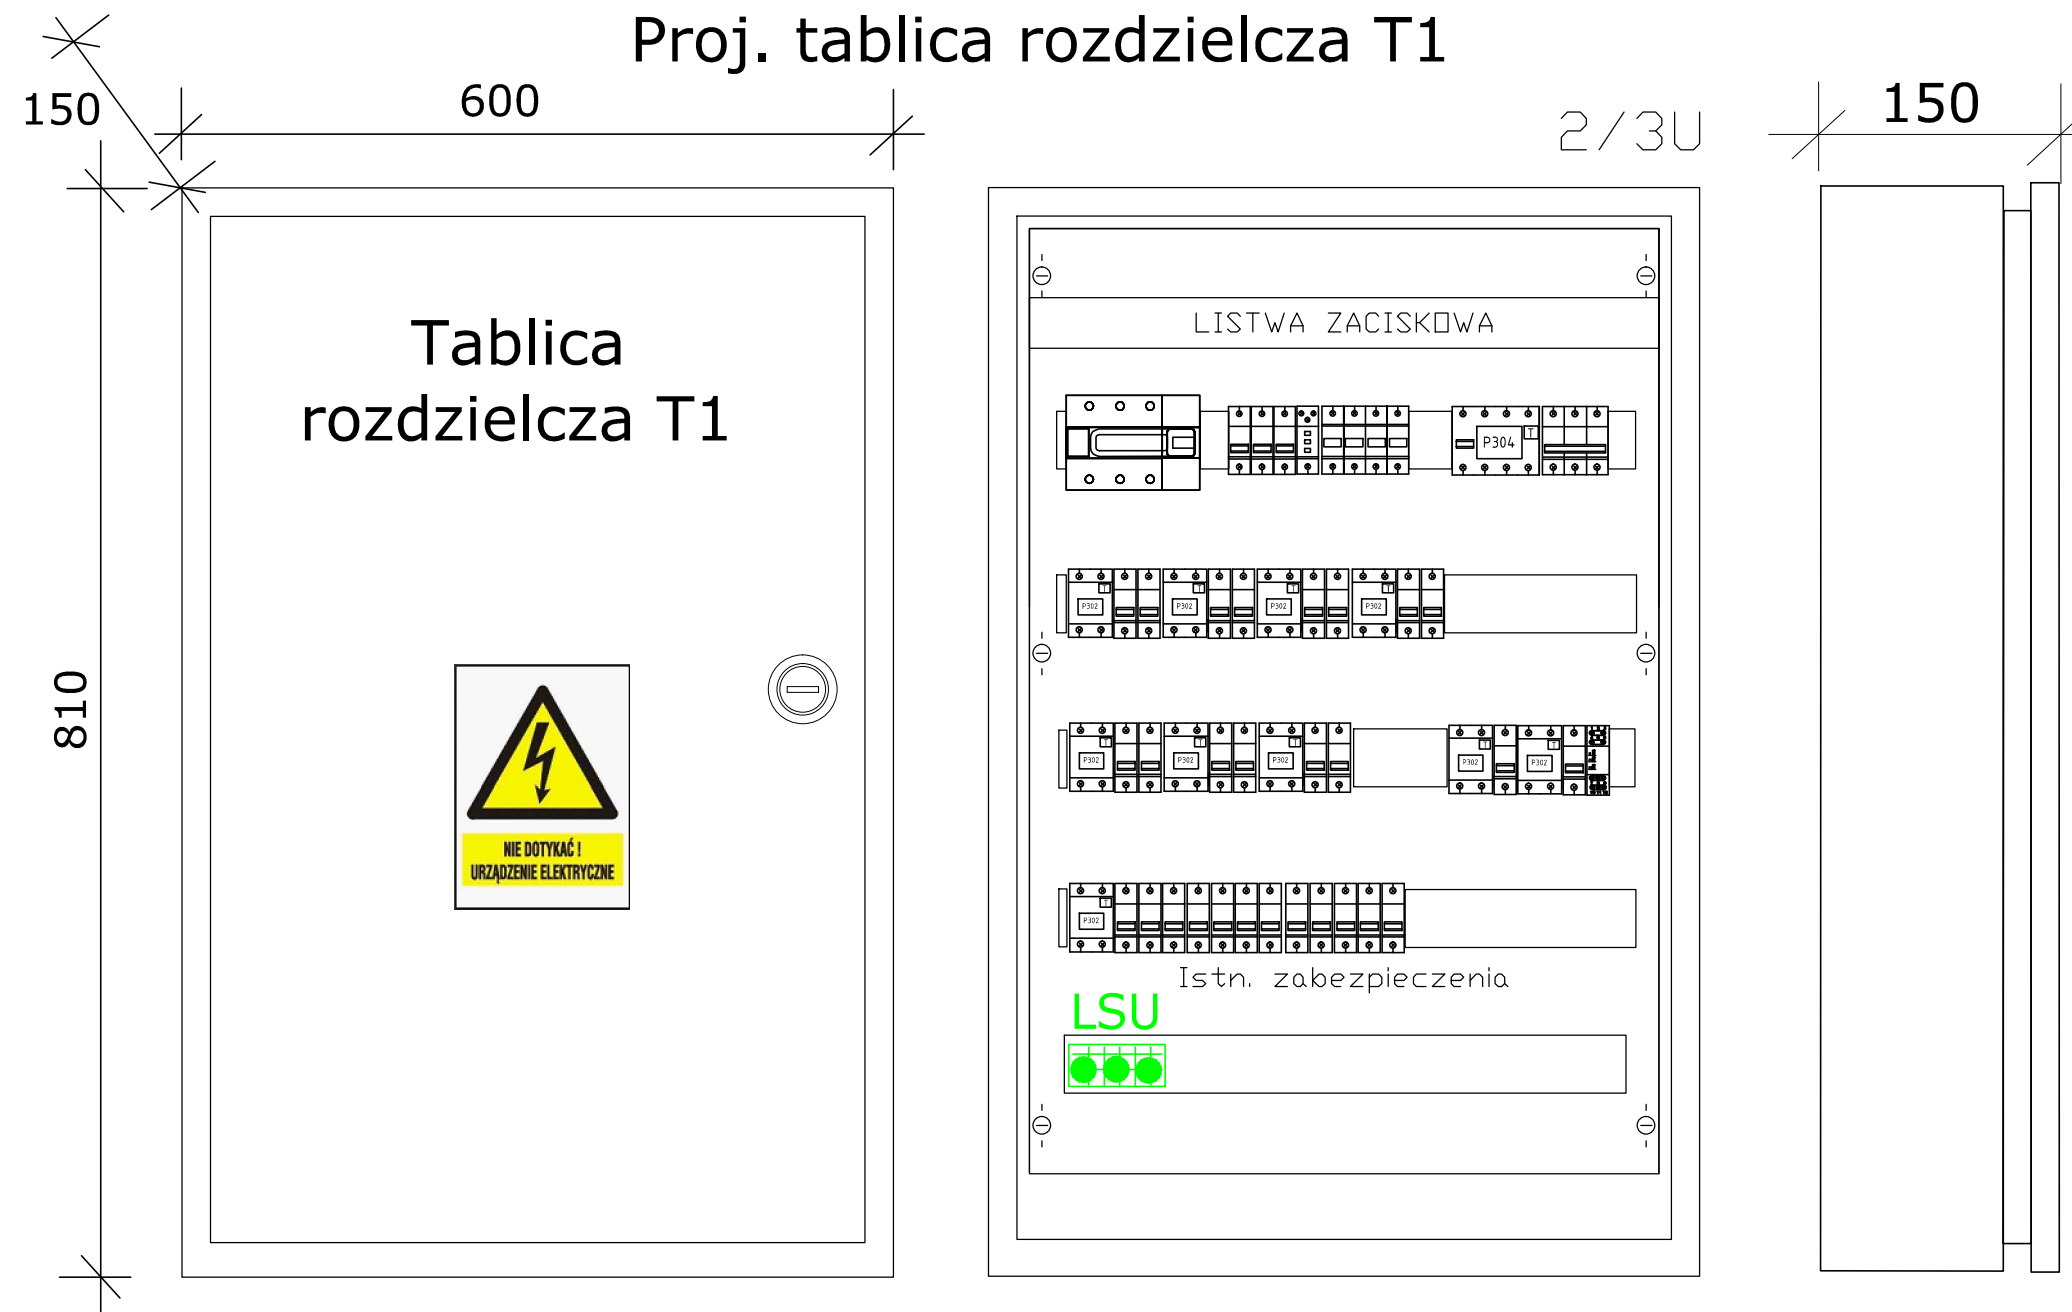 Proj. tablica rozdzielcza T1
150
600
2/3U
150
810
Tablica
rozdzielcza T1
NIE DOTYKAĆ !
URZĄDZENIE ELEKTRYCZNE
LISTWA ZACISKOWA
P304 T
T T T T
P302 P302 P302 P302
T T T T T
P302 P302 P302 P302 P302
T
P302
Istn. zabezpieczenia
LSU